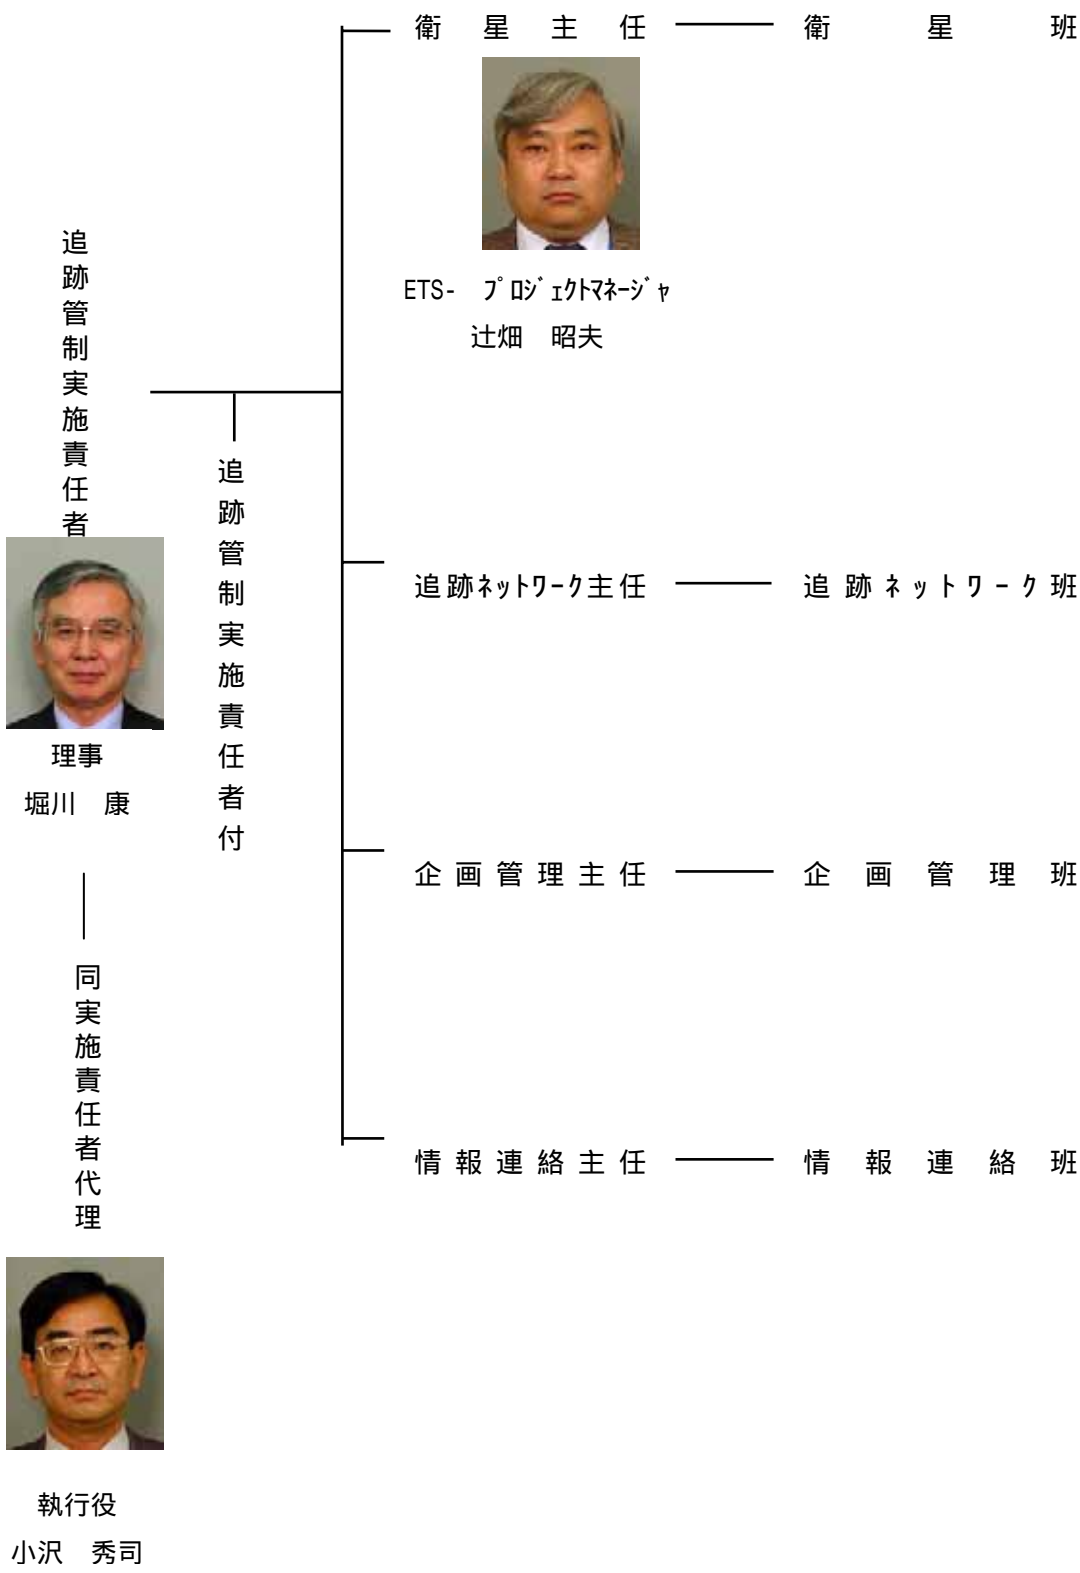 衛星主任 衛星班
ETS- プロジェクトマネージャ
辻畑 昭夫
追跡管制実施責任者
理事
堀川 康
追跡管制実施責任者付
追跡ネットワーク主任 追跡ネットワーク班
企画管理主任 企画管理班
情報連絡主任 情報連絡班
同実施責任者代理
執行役
小沢 秀司